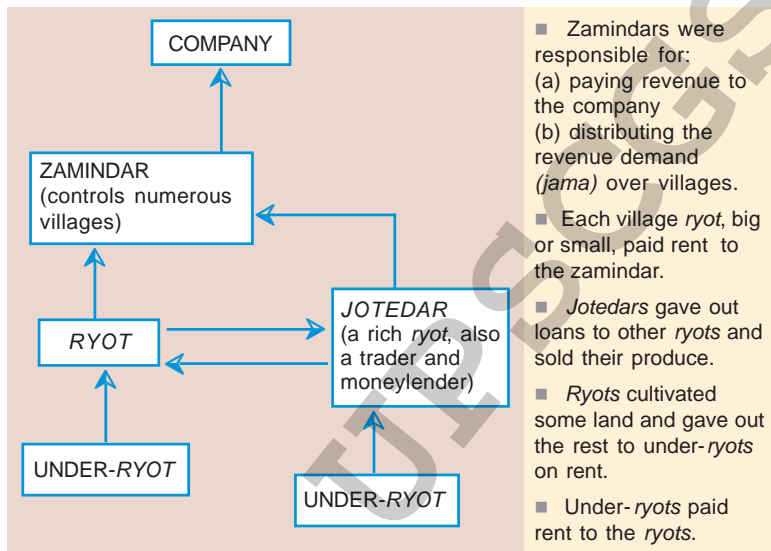 COMPANY
ZAMINDAR
(controls numerous
villages)
RYOT
JOTEDAR
(a rich ryot, also
a trader and
moneylender)
UNDER-RYOT
UNDER-RYOT
■ Zamindars were
responsible for:
(a) paying revenue to
the company
(b) distributing the
revenue demand
(jama) over villages.
■ Each village ryot, big
or small, paid rent to
the zamindar.
■ Jotedars gave out
loans to other ryots and
sold their produce.
■ Ryots cultivated
some land and gave out
the rest to under-ryots
on rent.
■ Under-ryots paid
rent to the ryots.
UPSCGS